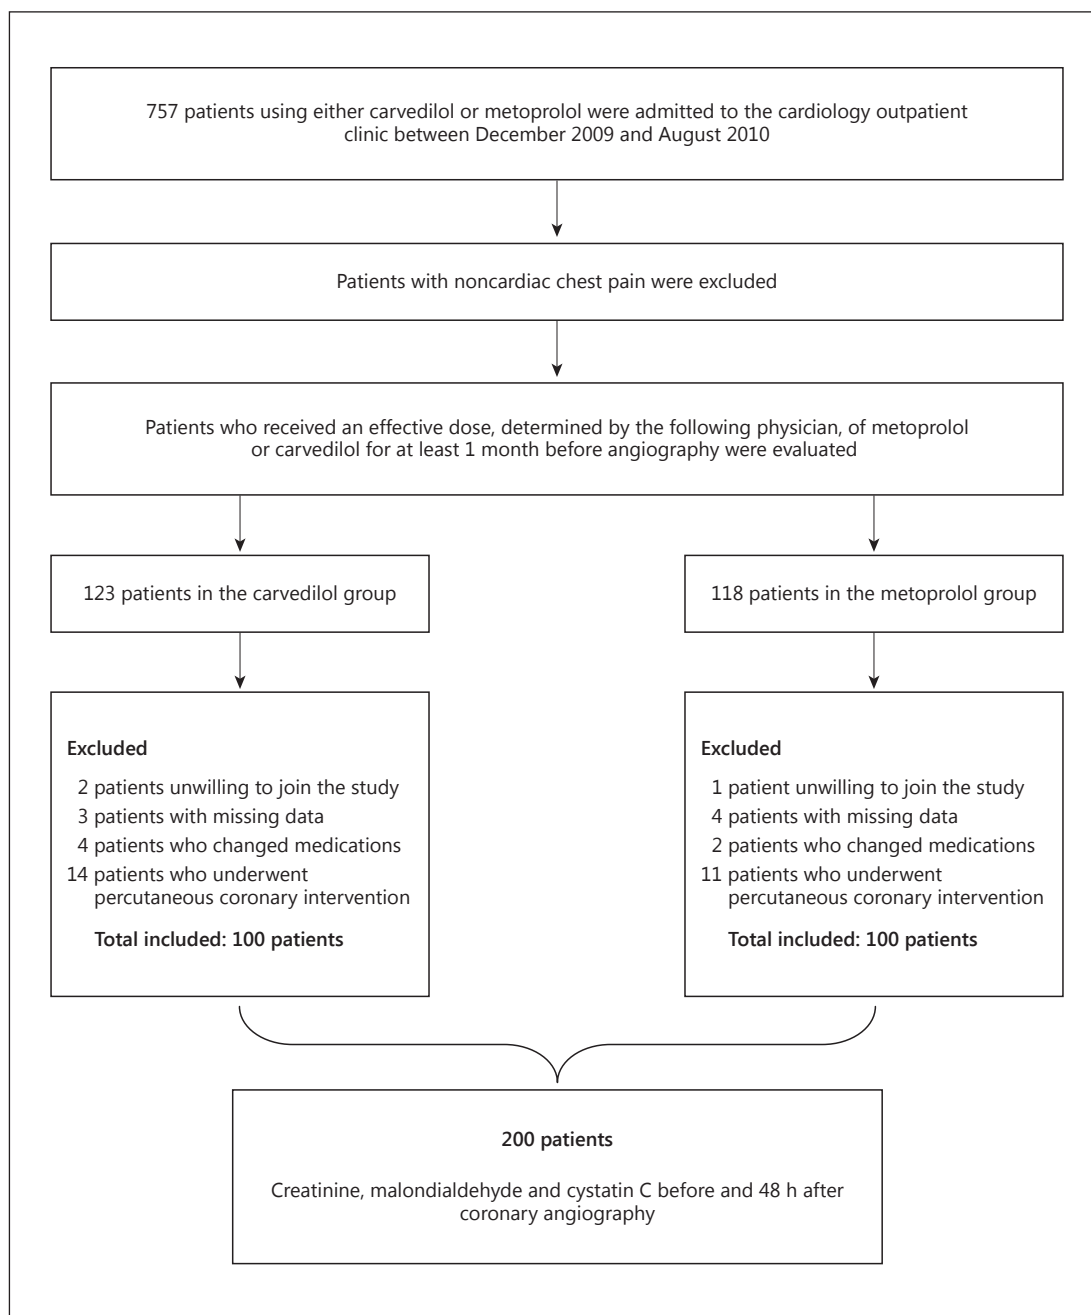 757 patients using either carvedilol or metoprolol were admitted to the cardiology outpatient
clinic between December 2009 and August 2010
Patients with noncardiac chest pain were excluded
Patients who received an effective dose, determined by the following physician, of metoprolol
or carvedilol for at least 1 month before angiography were evaluated
123 patients in the carvedilol group
118 patients in the metoprolol group
Excluded
2 patients unwilling to join the study
3 patients with missing data
4 patients who changed medications
14 patients who underwent
percutaneous coronary intervention
Total included: 100 patients
Excluded
1 patient unwilling to join the study
4 patients with missing data
2 patients who changed medications
11 patients who underwent
percutaneous coronary intervention
Total included: 100 patients
200 patients
Creatinine, malondialdehyde and cystatin C before and 48 h after
coronary angiography